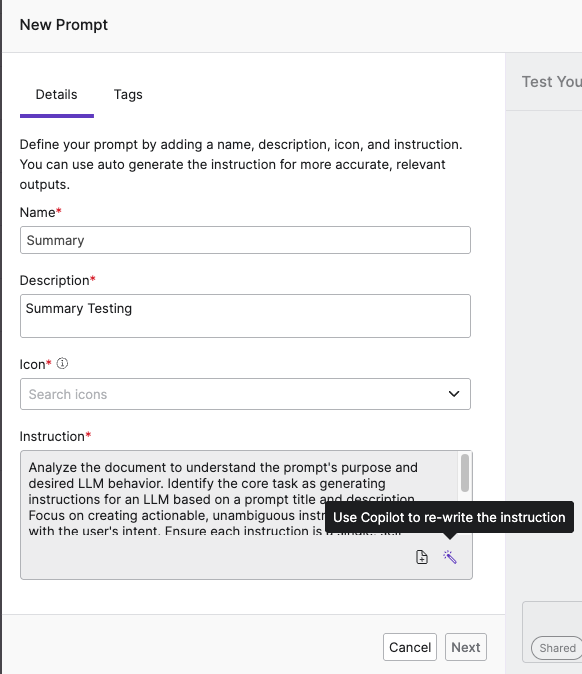 New Prompt
Details
Tags
Test You
Define your prompt by adding a name, description, icon, and instruction.
You can use auto generate the instruction for more accurate, relevant
outputs.
Name*
Summary
Description*
Summary Testing
Icon*
Search icons
Instruction*
Analyze the document to understand the prompt's purpose and
desired LLM behavior. Identify the core task as generating
instructions for an LLM based on a prompt title and description.
Focus on creating actionable, unambiguous instr
Use Copilot to re-write the instruction
with the user's intent. Ensure each instruction is a single,
Cancel
Next
Shared